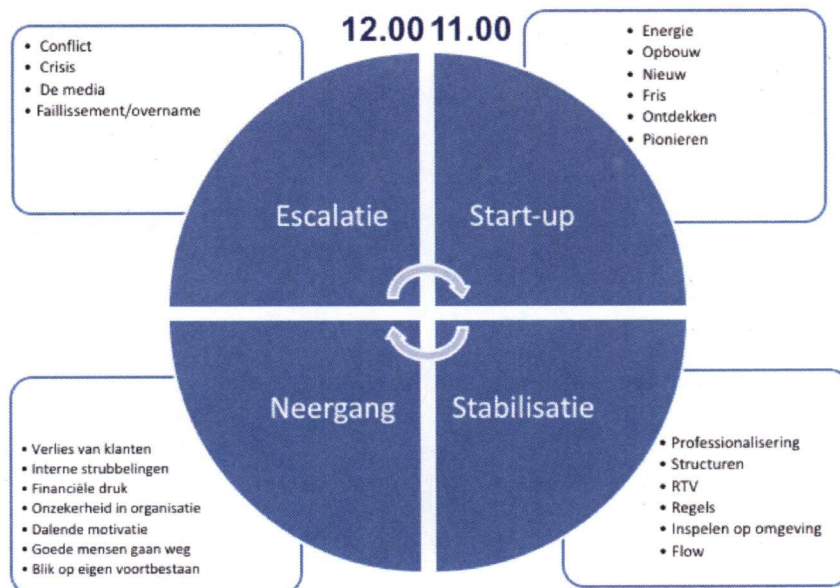 12.00 11.00
• Conflict
• Crisis
• De media
• Faillissement/overname
• Energie
• Opbouw
• Nieuw
• Fris
• Ontdekken
• Pionieren
Escalatie
Start-up
Neergang
Stabilisatie
• Verlies van klanten
• Interne strubbelingen
• Financiële druk
• Onzekerheid in organisatie
• Dalende motivatie
• Goede mensen gaan weg
• Blik op eigen voortbestaan
• Professionalisering
• Structuren
• RTV
• Regels
• Inspelen op omgeving
• Flow